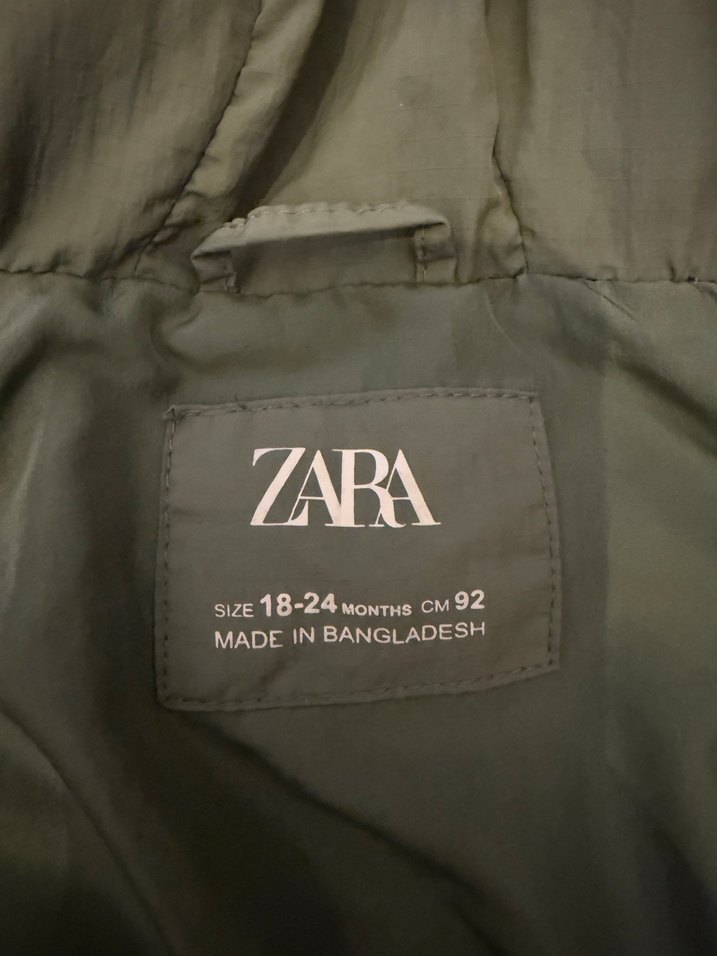 ZARA
SIZE 18-24 MONTHS CM 92
MADE IN BANGLADESH